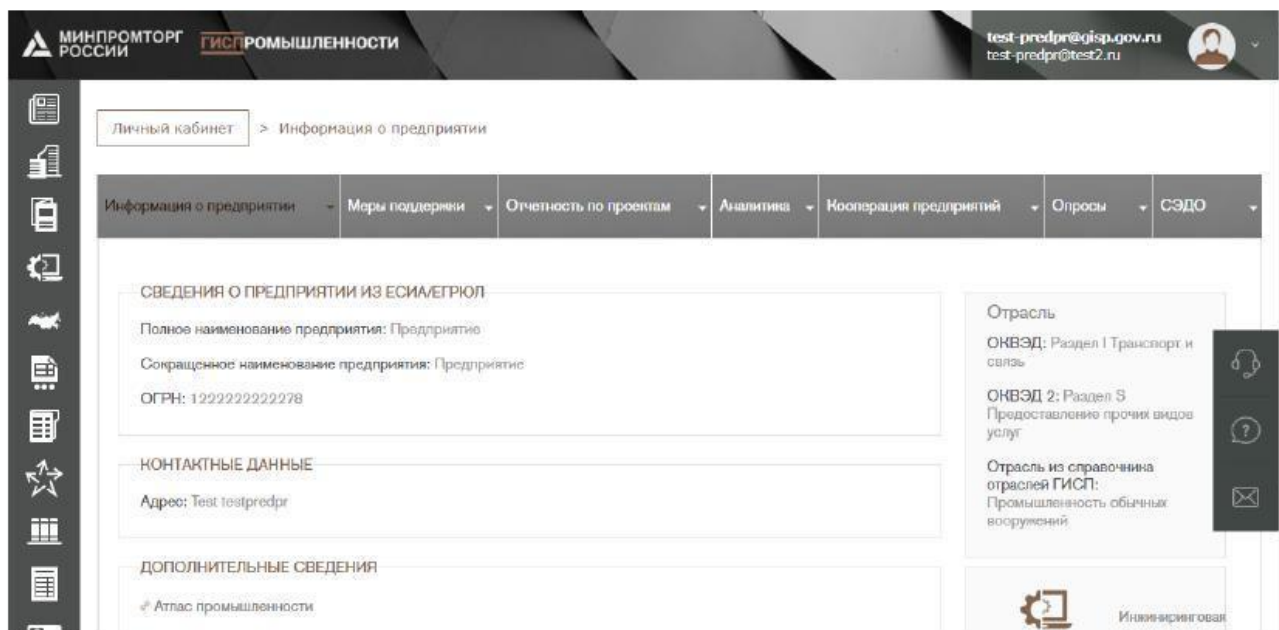 МИНПРОМТОРГ
РОССИИ
ГИСПРОМЫШЛЕННОСТИ
test-predpr@gisp.gov.ru
test-predpr@test2.ru
Личный кабинет > Информация о предприятии
Информация о предприятии Меры поддержки Отчетность по проектам Аналитика Кооперация предприятий Опросы СЭДО
СВЕДЕНИЯ О ПРЕДПРИЯТИИ ИЗ ЕСИА/ЕГРЮЛ
Полное наименование предприятия: Предприятие
Сокращенное наименование предприятия: Предприятие
ОГРН: 1222222222278
КОНТАКТНЫЕ ДАННЫЕ
Адрес: Test testpredpr
ДОПОЛНИТЕЛЬНЫЕ СВЕДЕНИЯ
Атлас промышленности
Отрасль
ОКВЭД: Раздел I Транспорт и
связь
ОКВЭД 2: Раздел S
Предоставление прочих видов
услуг
Отрасль из справочника
отраслей ГИСП:
Промышленность обычных
вооружений
Инжиниринговая